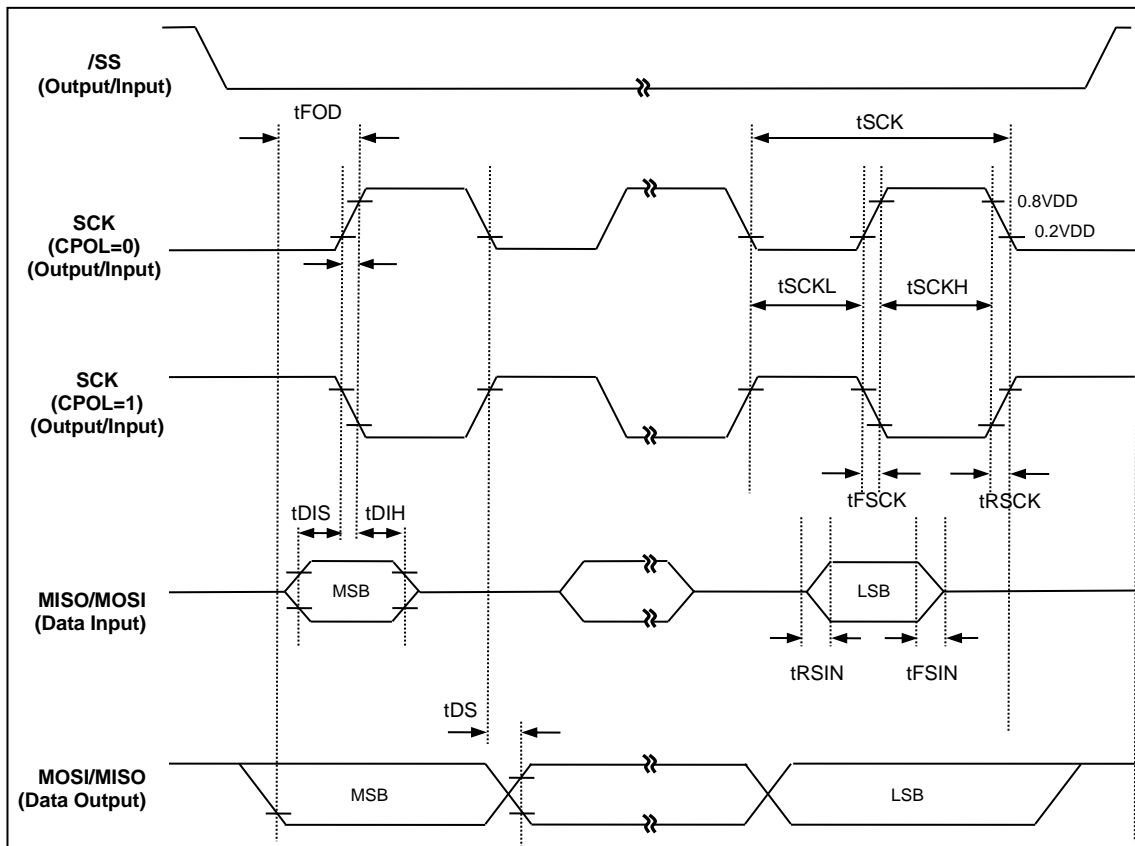 /SS
(Output/Input)
tFOD
tSCK
SCK
(CPOL=0)
(Output/Input)
0.8VDD
0.2VDD
tSCKL
tSCKH
SCK
(CPOL=1)
(Output/Input)
tFSCK
tRSCK
tDIS
tDIH
MISO/MOSI
(Data Input)
MSB
LSB
tRSIN
tFSIN
tDS
MOSI/MISO
(Data Output)
MSB
LSB